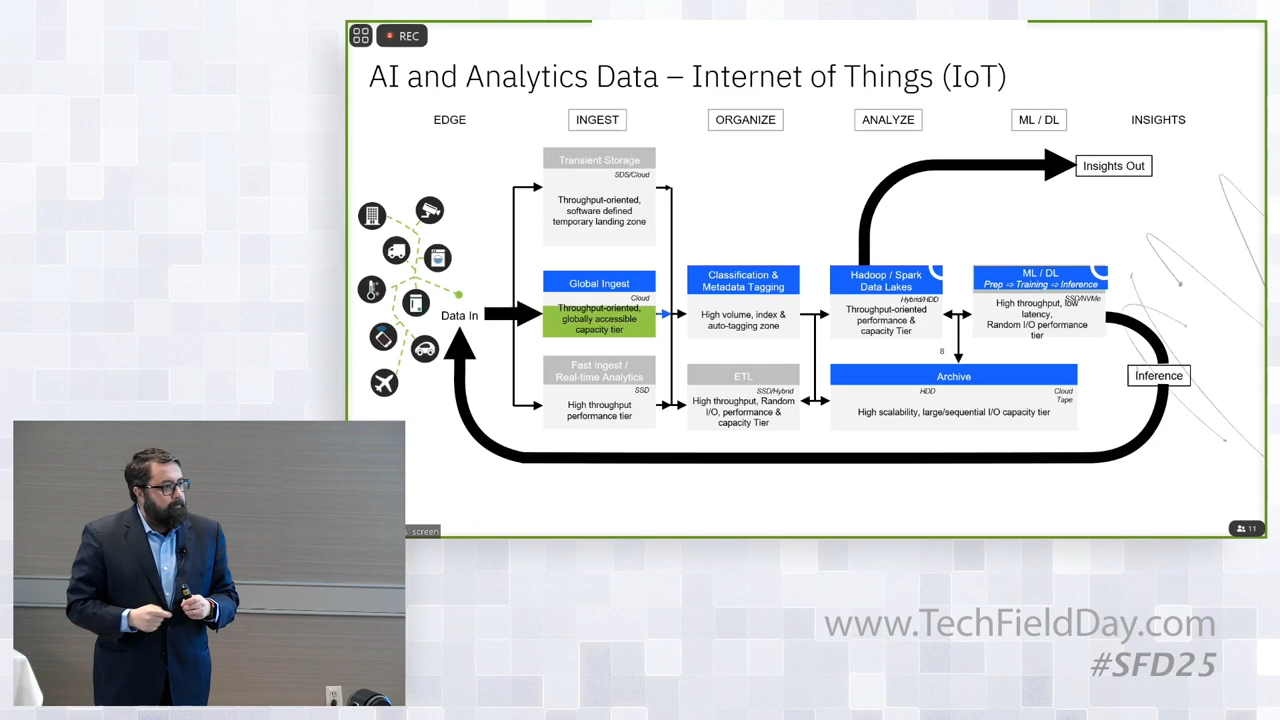 REC
AI and Analytics Data – Internet of Things (IoT)
EDGE
INGEST
ORGANIZE
ANALYZE
ML / DL
INSIGHTS
Transient Storage
SDS/Cloud
Throughput-oriented,
software defined
temporary landing zone
Insights Out
Data In
Global Ingest
Cloud
Throughput-oriented,
globally accessible
capacity tier
Classification &
Metadata Tagging
High volume, index &
auto-tagging zone
Hadoop / Spark
Data Lakes
Hybrid/HDD
Throughput-oriented
performance &
capacity Tier
ML / DL
Prep ⇨ Training ⇨ Inference
SSD/NVMe
High throughput, low
latency,
Random I/O performance
tier
8
Fast Ingest /
Real-time Analytics
SSD
High throughput
performance tier
ETL
SSD/Hybrid
High throughput, Random
I/O, performance &
capacity Tier
Archive
HDD
Cloud
Tape
High scalability, large/sequential I/O capacity tier
Inference
screen
11
www.TechFieldDay.com
#SFD25